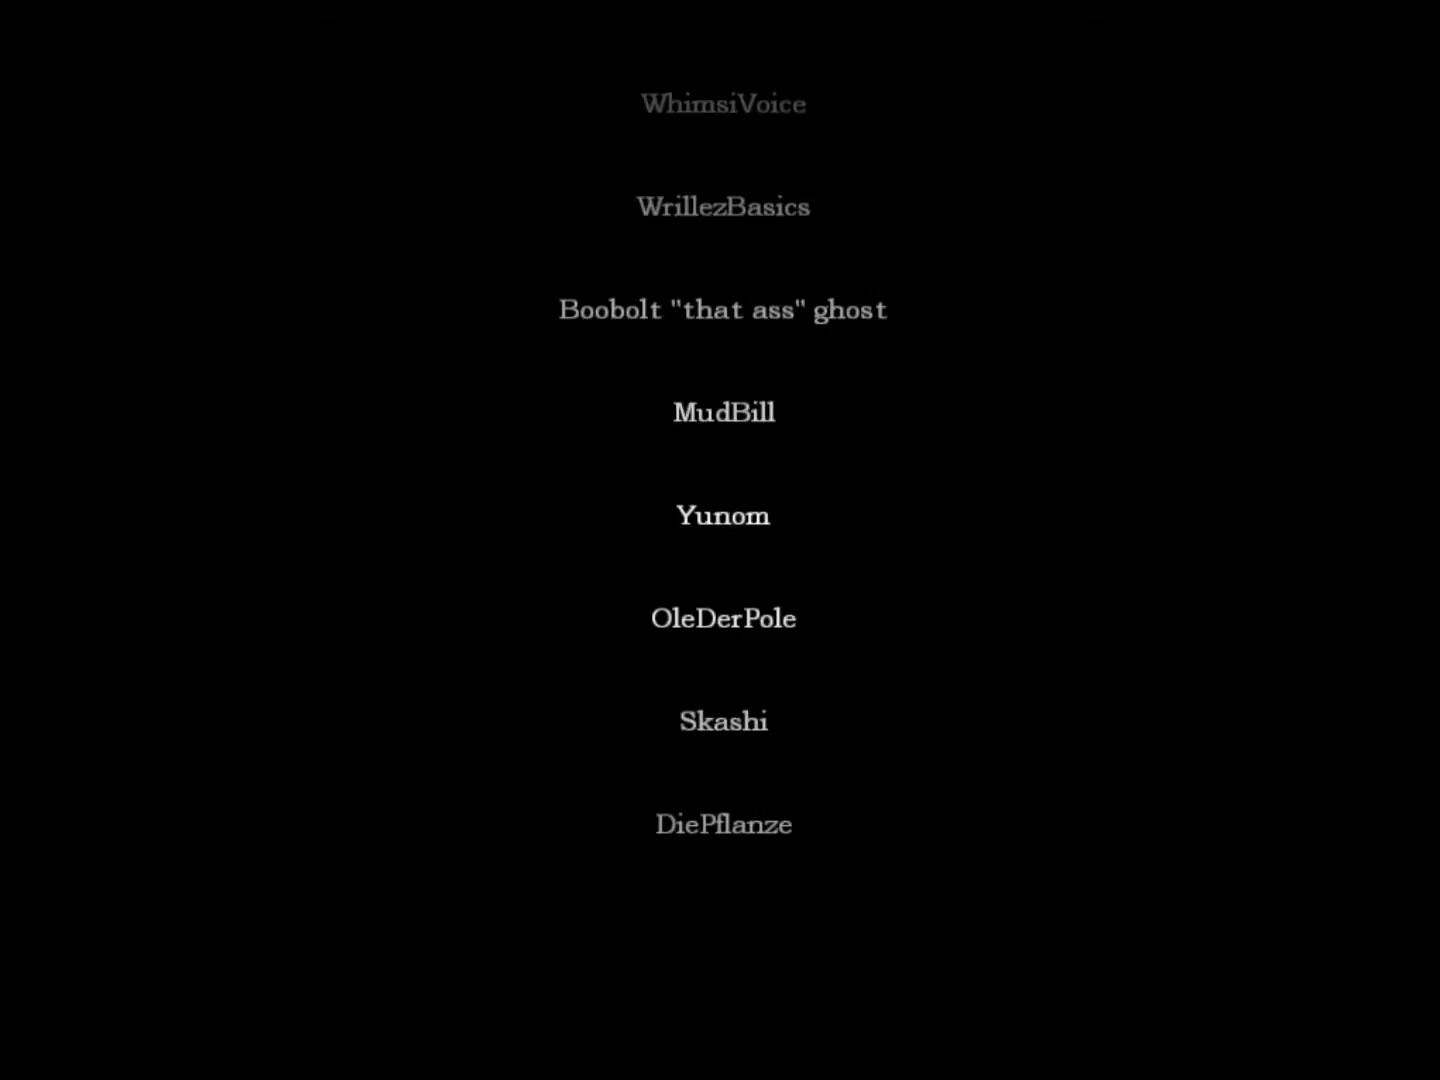 WhimsiVoice
WrillezBasics
Boobolt "that ass" ghost
MudBill
Yunom
OleDerPole
Skashi
DiePflanze